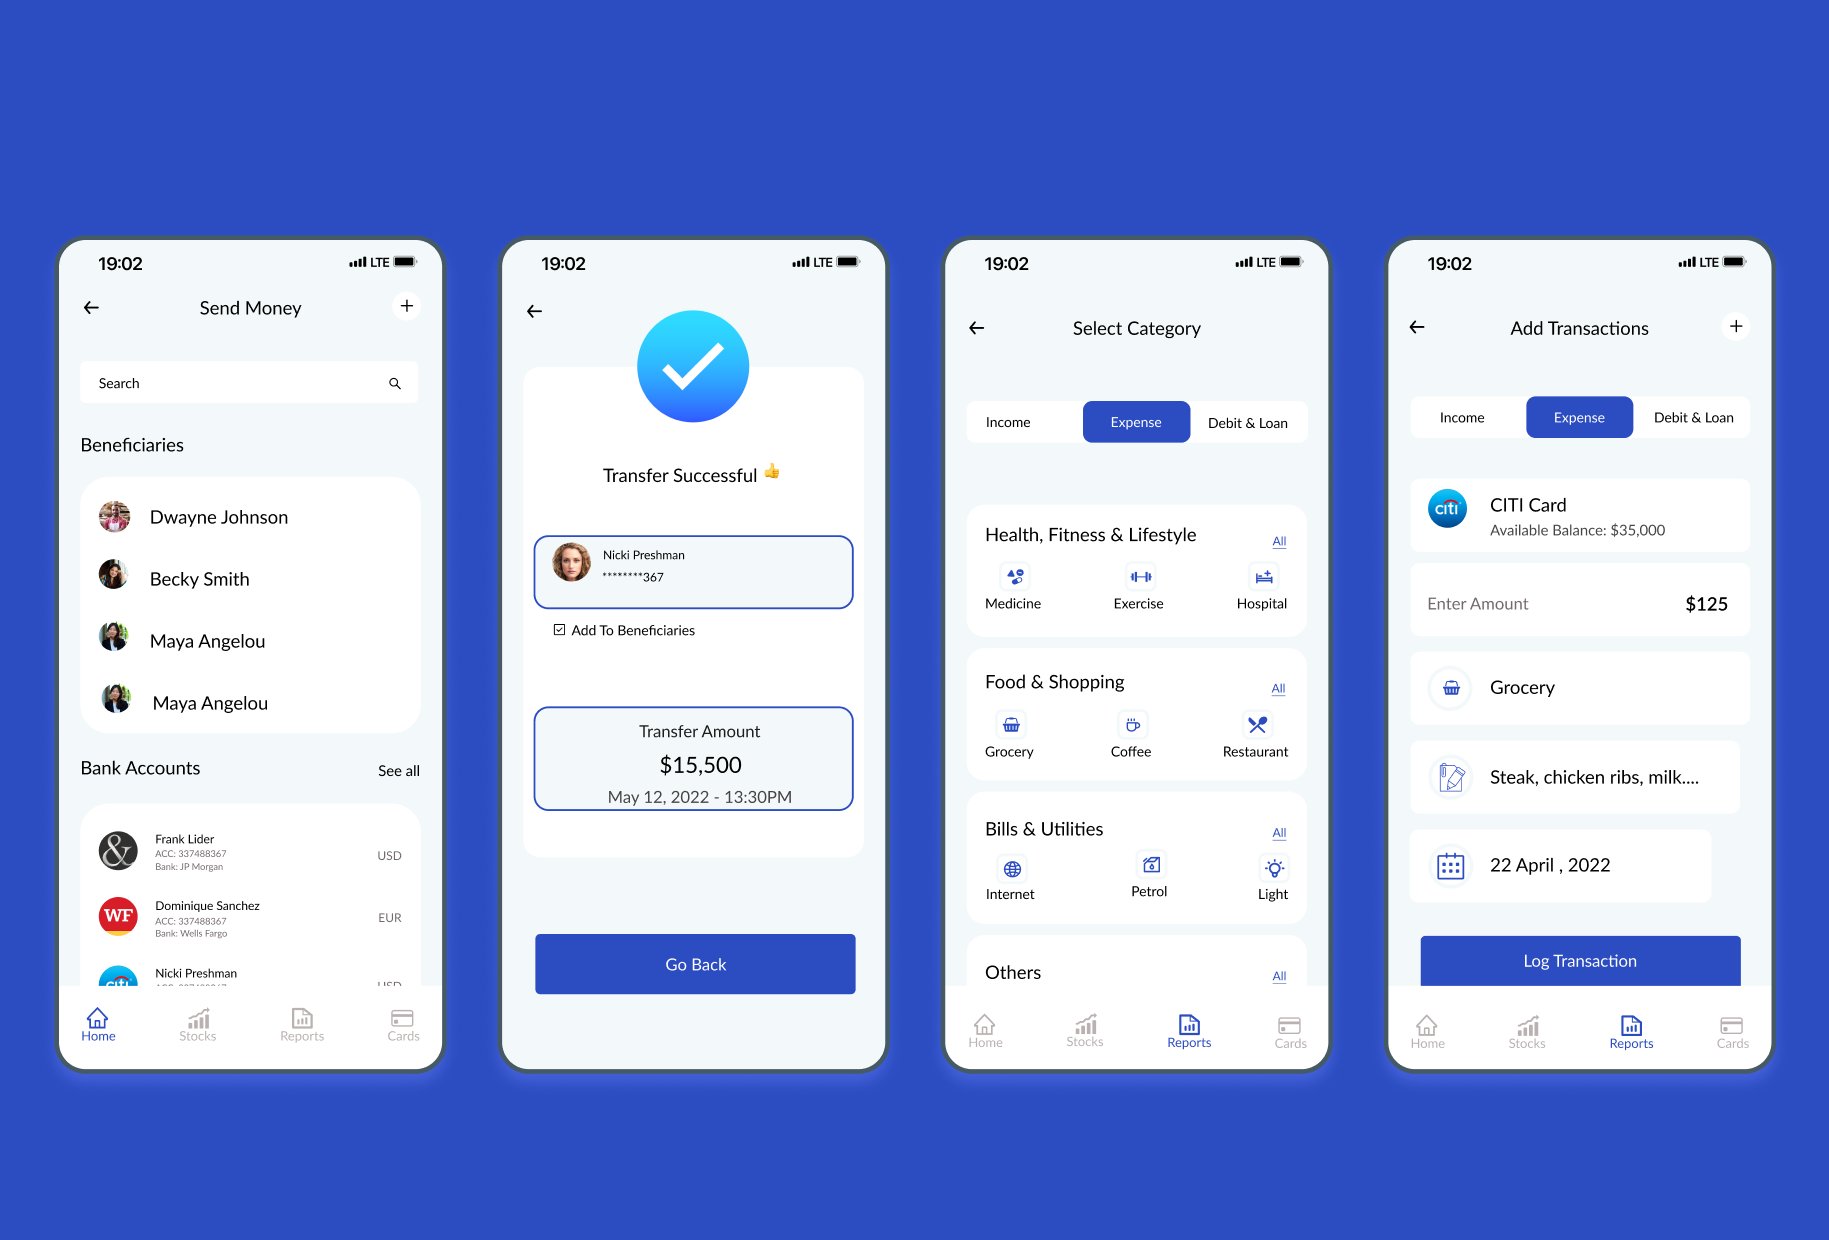 19:02
LTE
Send Money
Search
Beneficiaries
Dwayne Johnson
Becky Smith
Maya Angelou
Maya Angelou
Bank Accounts
See all
Frank Lider
ACC: 337488367
Bank: JP Morgan
USD
WF
Dominique Sanchez
ACC: 337488367
Bank: Wells Fargo
EUR
citi
Nicki Preshman
USD
Home
Stocks
Reports
Cards
19:02
LTE
Transfer Successful 👍
Nicki Preshman
********367
Add To Beneficiaries
Transfer Amount
$15,500
May 12, 2022 - 13:30PM
Go Back
19:02
LTE
Select Category
Income
Expense
Debit & Loan
Health, Fitness & Lifestyle
All
Medicine
Exercise
Hospital
Food & Shopping
All
Grocery
Coffee
Restaurant
Bills & Utilities
All
Internet
Petrol
Light
Others
All
Home
Stocks
Reports
Cards
19:02
LTE
Add Transactions
Income
Expense
Debit & Loan
citi
CITI Card
Available Balance: $35,000
Enter Amount
$125
Grocery
Steak, chicken ribs, milk....
22 April , 2022
Log Transaction
Home
Stocks
Reports
Cards